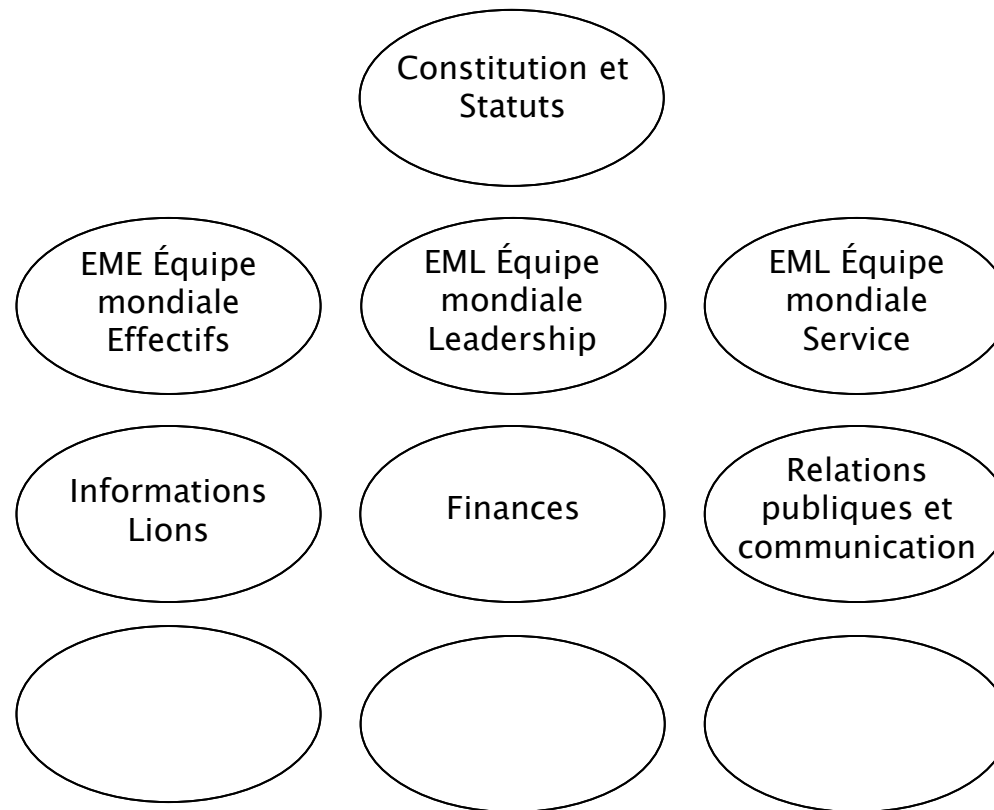 Constitution et
Statuts
EME Équipe
mondiale
Effectifs
EML Équipe
mondiale
Leadership
EML Équipe
mondiale
Service
Informations
Lions
Finances
Relations
publiques et
communication